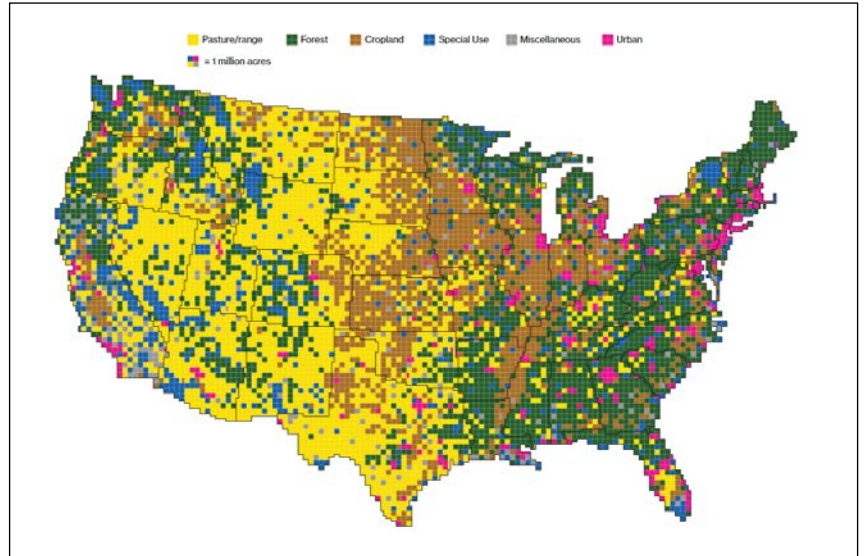 Pasture/range Forest Cropland Special Use Miscellaneous Urban
= 1 million acres